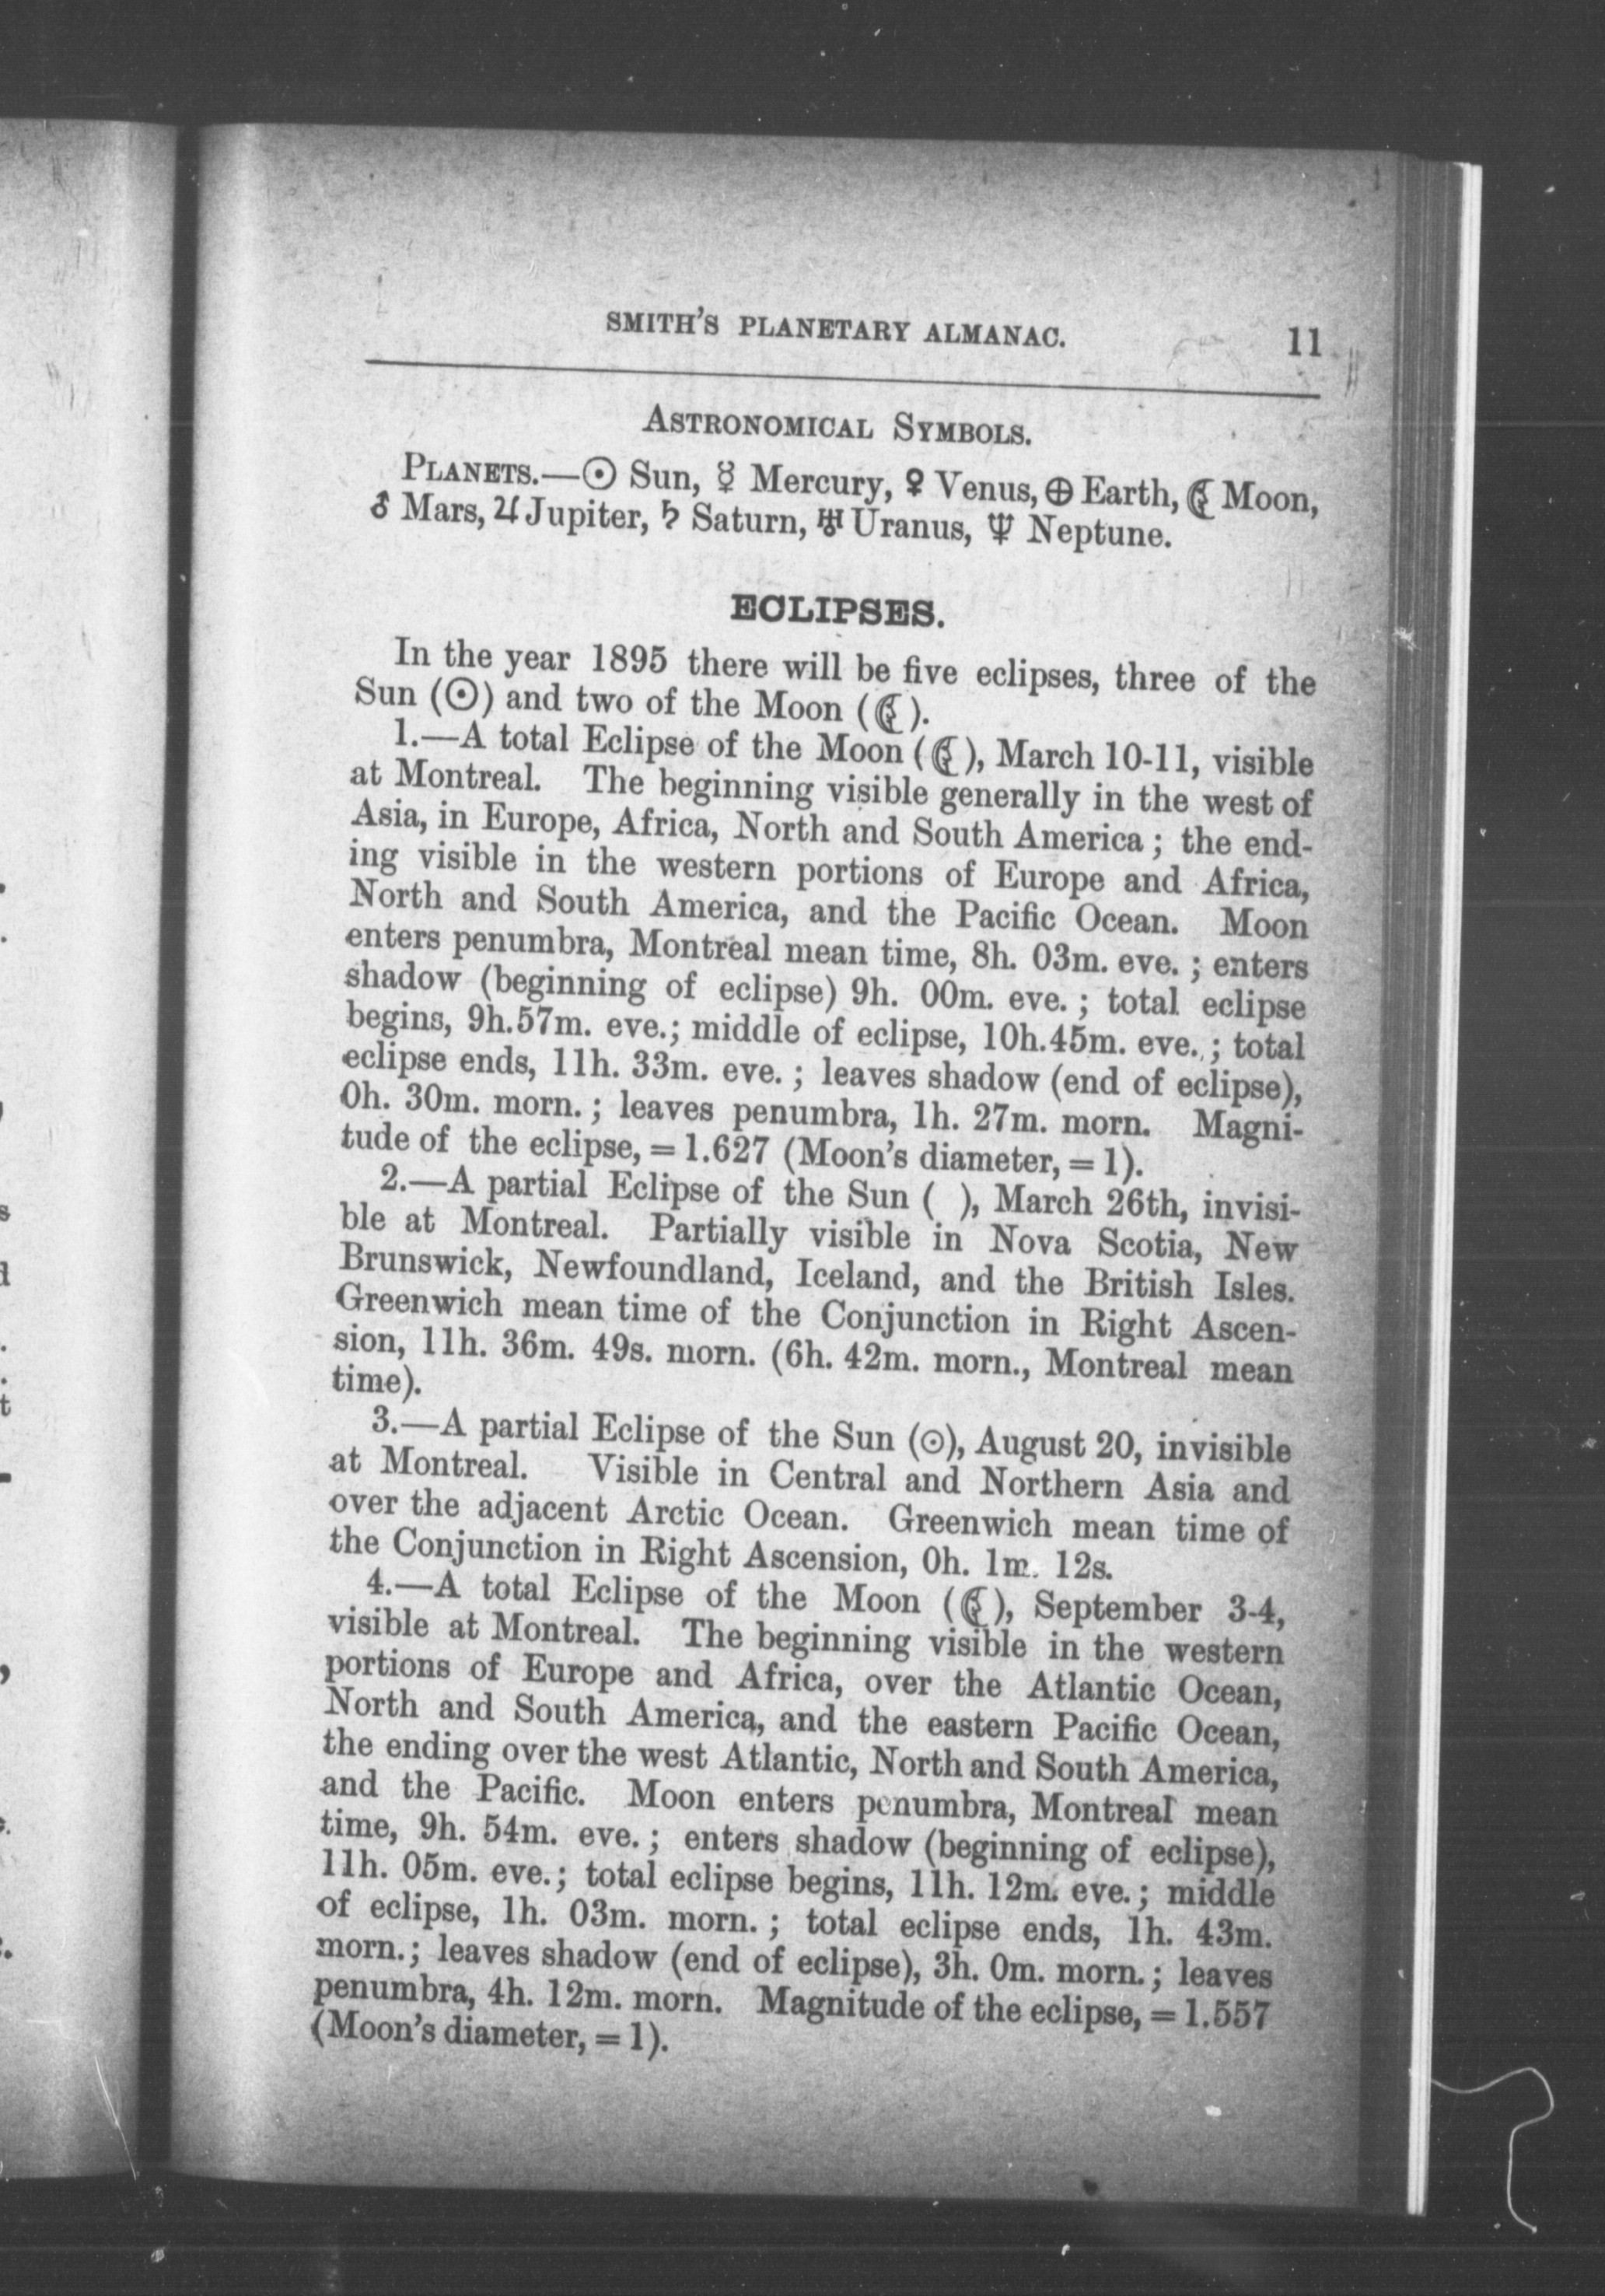 SMITH'S PLANETARY ALMANAC. 11
ASTRONOMICAL SYMBOLS.
PLANETS.—☉ Sun, ☿ Mercury, ♀ Venus, ⊕ Earth, ☾ Moon,
♂ Mars, ♃ Jupiter, ♄ Saturn, ♅ Uranus, ♆ Neptune.
ECLIPSES.
In the year 1895 there will be five eclipses, three of the
Sun (☉) and two of the Moon (☾).
1.—A total Eclipse of the Moon (☾), March 10-11, visible
at Montreal. The beginning visible generally in the west of
Asia, in Europe, Africa, North and South America; the end-
ing visible in the western portions of Europe and Africa,
North and South America, and the Pacific Ocean. Moon
enters penumbra, Montreal mean time, 8h. 03m. eve.; enters
shadow (beginning of eclipse) 9h. 00m. eve.; total eclipse
begins, 9h.57m. eve.; middle of eclipse, 10h.45m. eve.,; total
eclipse ends, 11h. 33m. eve.; leaves shadow (end of eclipse),
0h. 30m. morn.; leaves penumbra, 1h. 27m. morn. Magni-
tude of the eclipse, = 1.627 (Moon's diameter, = 1).
2.—A partial Eclipse of the Sun ( ), March 26th, invisi-
ble at Montreal. Partially visible in Nova Scotia, New
Brunswick, Newfoundland, Iceland, and the British Isles.
Greenwich mean time of the Conjunction in Right Ascen-
sion, 11h. 36m. 49s. morn. (6h. 42m. morn., Montreal mean
time).
3.—A partial Eclipse of the Sun (☉), August 20, invisible
at Montreal. Visible in Central and Northern Asia and
over the adjacent Arctic Ocean. Greenwich mean time of
the Conjunction in Right Ascension, 0h. 1m. 12s.
4.—A total Eclipse of the Moon (☾), September 3-4,
visible at Montreal. The beginning visible in the western
portions of Europe and Africa, over the Atlantic Ocean,
North and South America, and the eastern Pacific Ocean,
the ending over the west Atlantic, North and South America,
and the Pacific. Moon enters penumbra, Montreal mean
time, 9h. 54m. eve.; enters shadow (beginning of eclipse),
11h. 05m. eve.; total eclipse begins, 11h. 12m. eve.; middle
of eclipse, 1h. 03m. morn.; total eclipse ends, 1h. 43m.
morn.; leaves shadow (end of eclipse), 3h. 0m. morn.; leaves
penumbra, 4h. 12m. morn. Magnitude of the eclipse, = 1.557
(Moon's diameter, = 1).